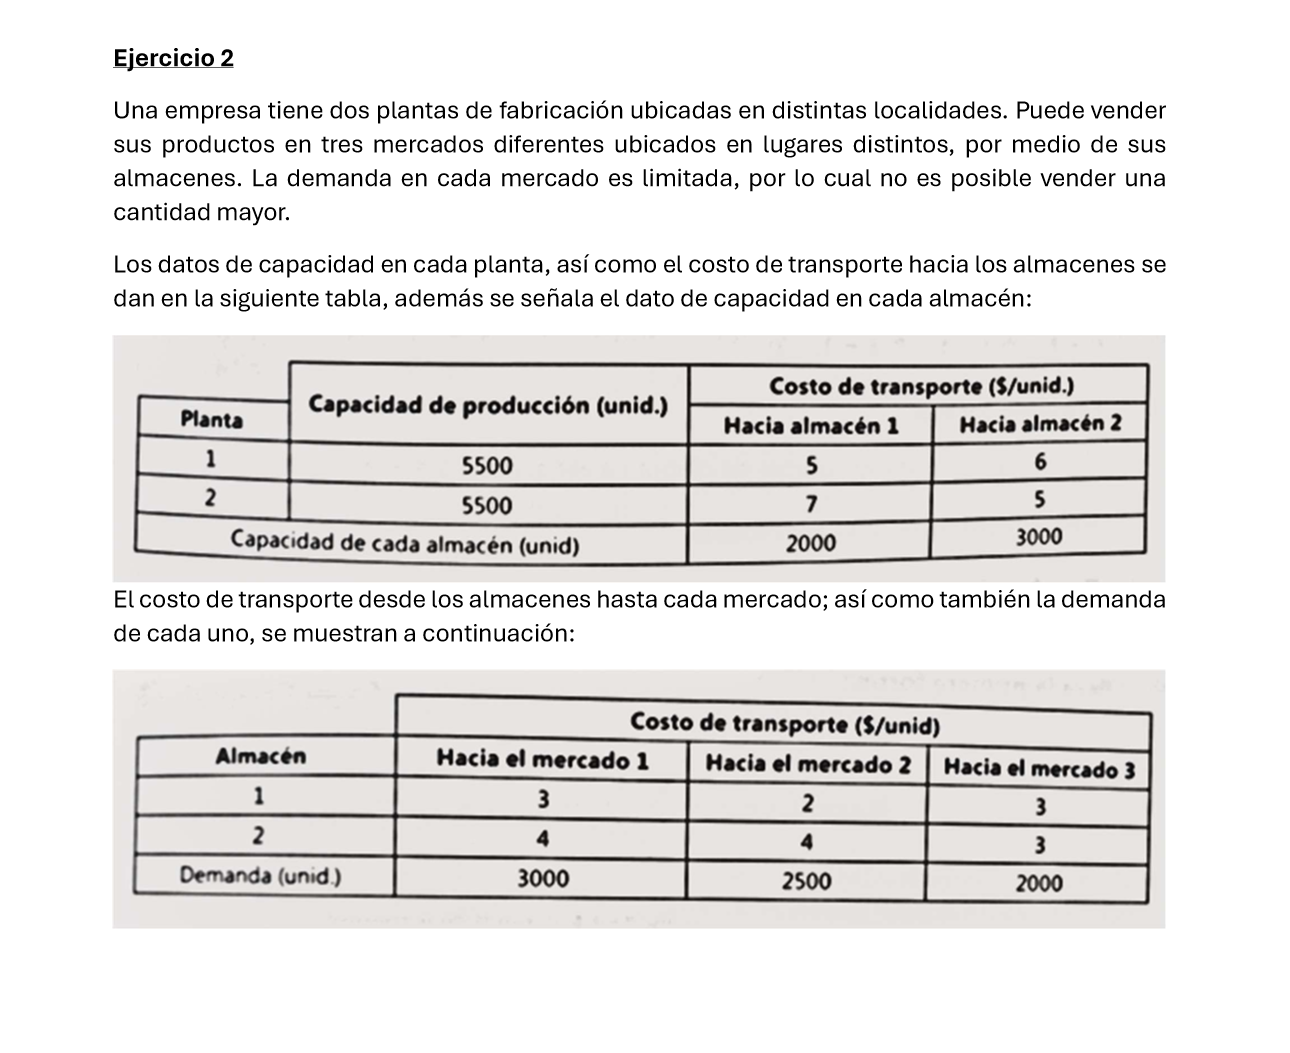 Ejercicio 2
Una empresa tiene dos plantas de fabricación ubicadas en distintas localidades. Puede vender
sus productos en tres mercados diferentes ubicados en lugares distintos, por medio de sus
almacenes. La demanda en cada mercado es limitada, por lo cual no es posible vender una
cantidad mayor.
Los datos de capacidad en cada planta, así como el costo de transporte hacia los almacenes se
dan en la siguiente tabla, además se señala el dato de capacidad en cada almacén:
Planta Capacidad de producción (unid.) Costo de transporte ($/unid.)
Hacia almacén 1 Hacia almacén 2
1 5500 5 6
2 5500 7 5
Capacidad de cada almacén (unid) 2000 3000
El costo de transporte desde los almacenes hasta cada mercado; así como también la demanda
de cada uno, se muestran a continuación:
Costo de transporte ($/unid)
Almacén Hacia el mercado 1 Hacia el mercado 2 Hacia el mercado 3
1 3 2 3
2 4 4 3
Demanda (unid.) 3000 2500 2000